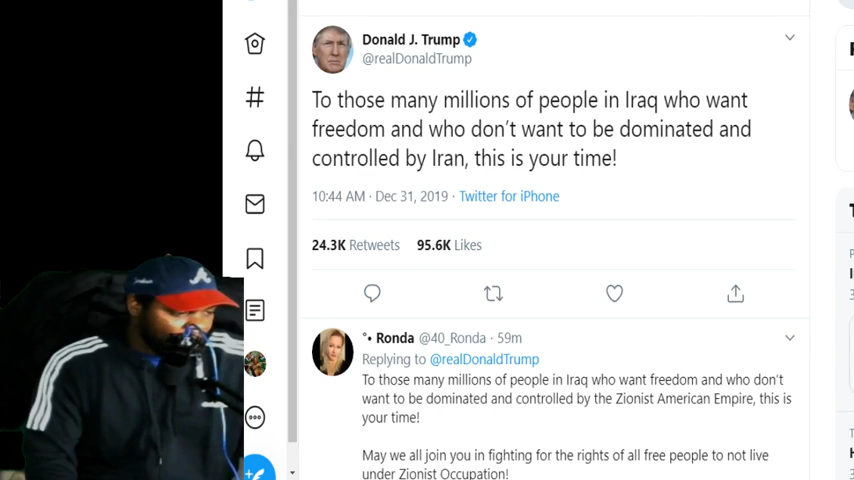 Donald J. Trump
@realDonaldTrump
To those many millions of people in Iraq who want
freedom and who don't want to be dominated and
controlled by Iran, this is your time!
10:44 AM · Dec 31, 2019 · Twitter for iPhone
24.3K Retweets 95.6K Likes
°• Ronda @40_Ronda · 59m
Replying to @realDonaldTrump
To those many millions of people in Iraq who want freedom and who don't
want to be dominated and controlled by the Zionist American Empire, this is
your time!
May we all join you in fighting for the rights of all free people to not live
under Zionist Occupation!